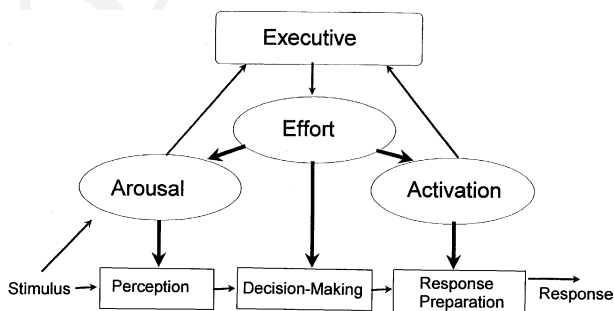 Executive
Effort
Arousal
Activation
Stimulus
Perception
Decision-Making
Response
Preparation
Response